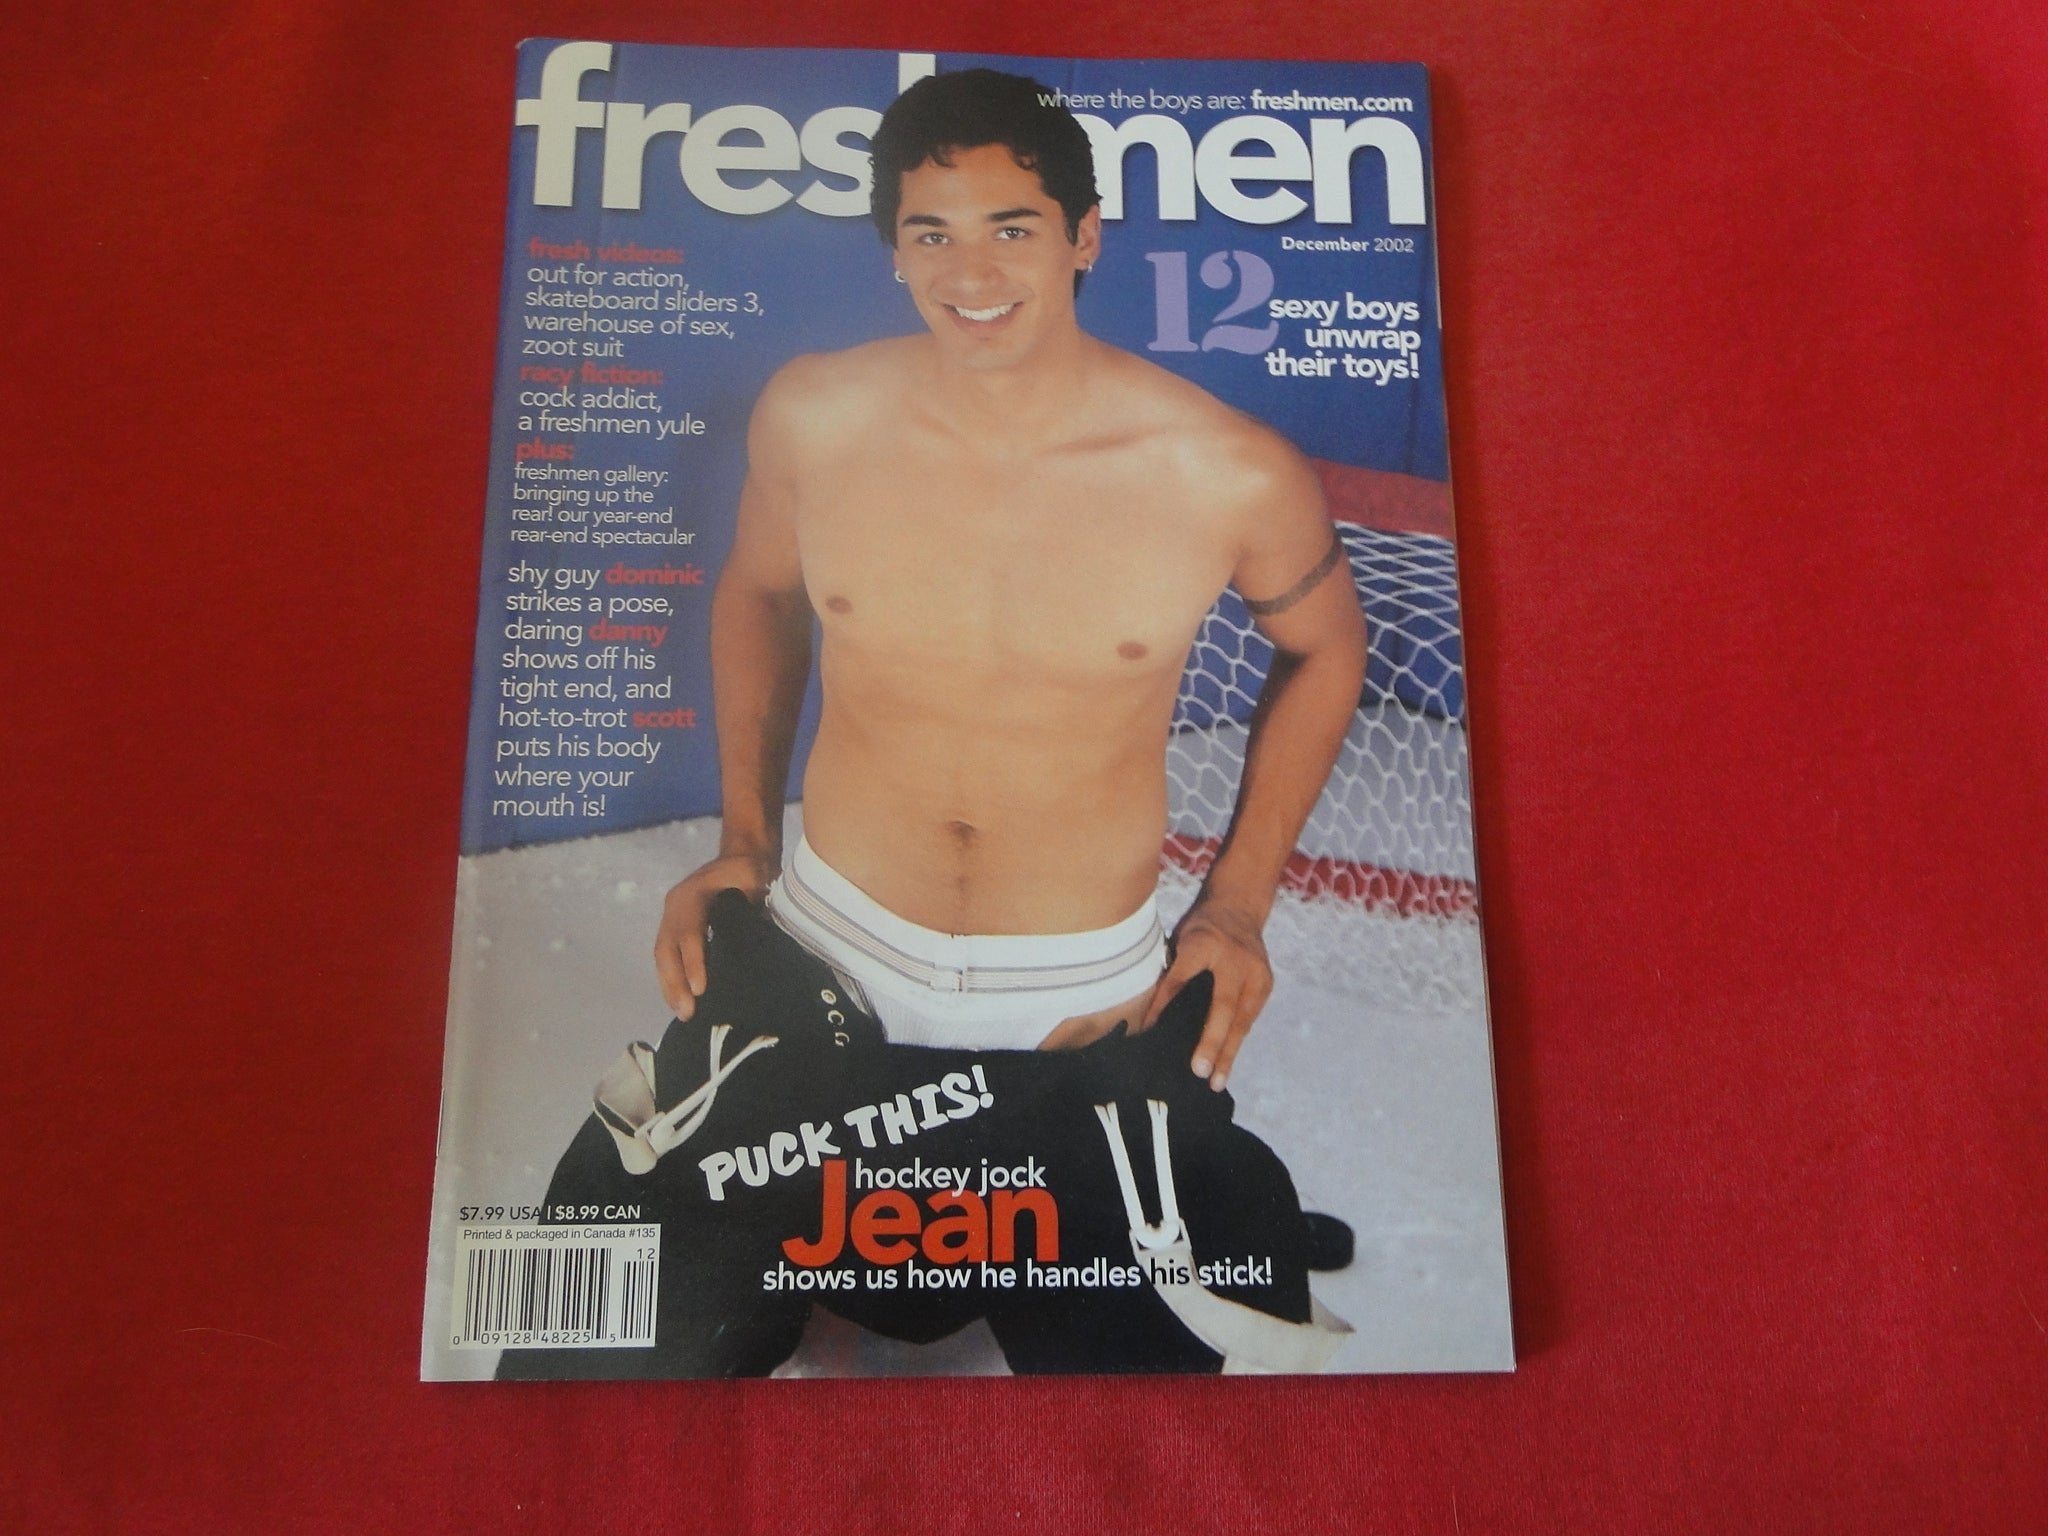 freshmen
where the boys are: freshmen.com
December 2002
12
sexy boys
unwrap
their toys!
fresh videos:
out for action,
skateboard sliders 3,
warehouse of sex,
zoot suit
racy fiction:
cock addict,
a freshmen yule
plus:
freshmen gallery:
bringing up the
rear! our year-end
rear-end spectacular
shy guy dominic
strikes a pose,
daring danny
shows off his
tight end, and
hot-to-trot scott
puts his body
where your
mouth is!
PUCK THIS!
hockey jock
Jean
shows us how he handles his stick!
$7.99 USA | $8.99 CAN
Printed & packaged in Canada #135
12
0 09128 48225 5